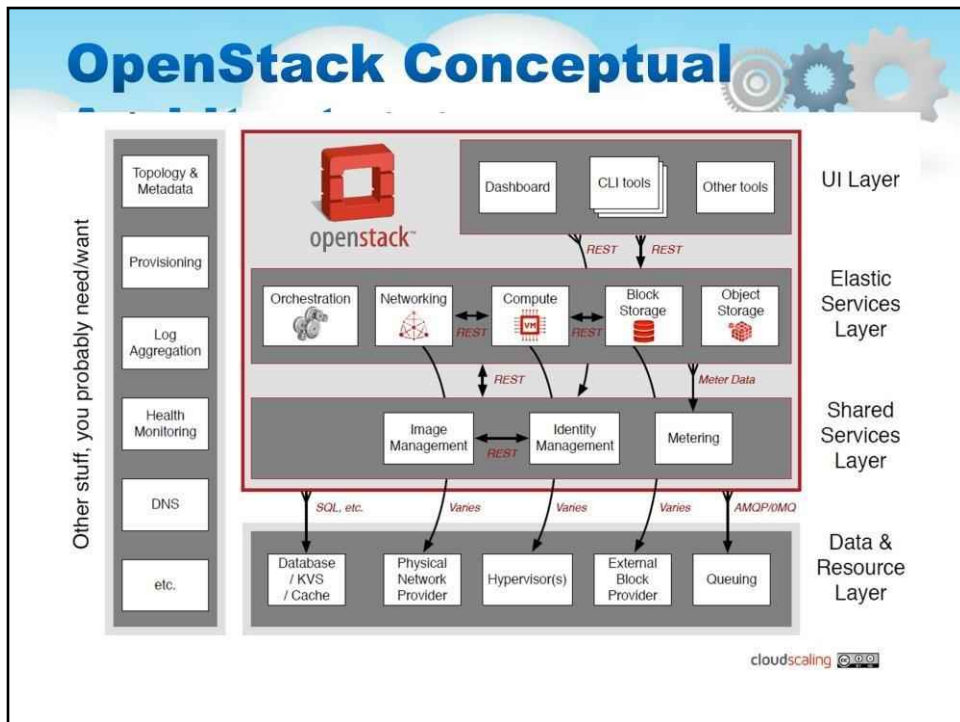 OpenStack Conceptual
Other stuff, you probably need/want
Topology &
Metadata
Provisioning
Log
Aggregation
Health
Monitoring
DNS
etc.
openstack™
Dashboard
CLI tools
Other tools
UI Layer
REST
REST
Orchestration
Networking
REST
Compute
VM
REST
Block
Storage
Object
Storage
Elastic
Services
Layer
REST
Meter Data
Image
Management
REST
Identity
Management
Metering
Shared
Services
Layer
SQL, etc.
Varies
Varies
Varies
AMQP/0MQ
Database
/ KVS
/ Cache
Physical
Network
Provider
Hypervisor(s)
External
Block
Provider
Queuing
Data &
Resource
Layer
cloudscaling